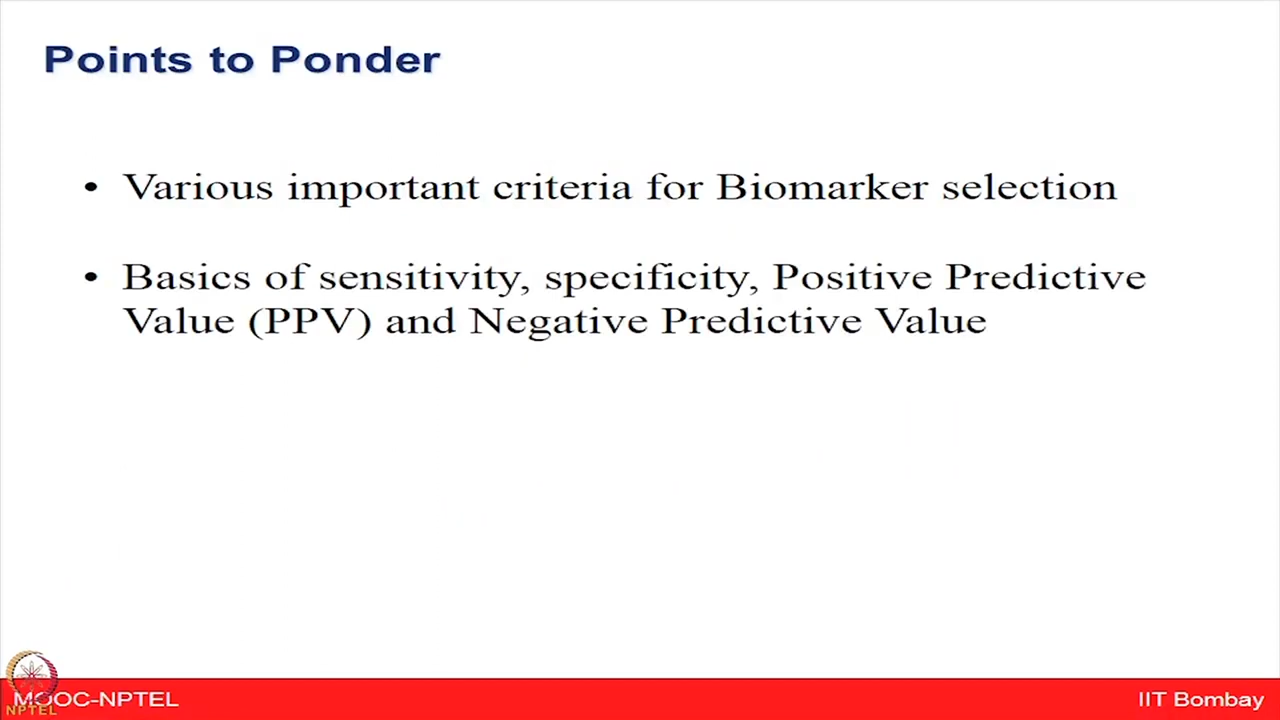 Points to Ponder
• Various important criteria for Biomarker selection
• Basics of sensitivity, specificity, Positive Predictive
Value (PPV) and Negative Predictive Value
MOOC-NPTEL
NPTEL
IIT Bombay